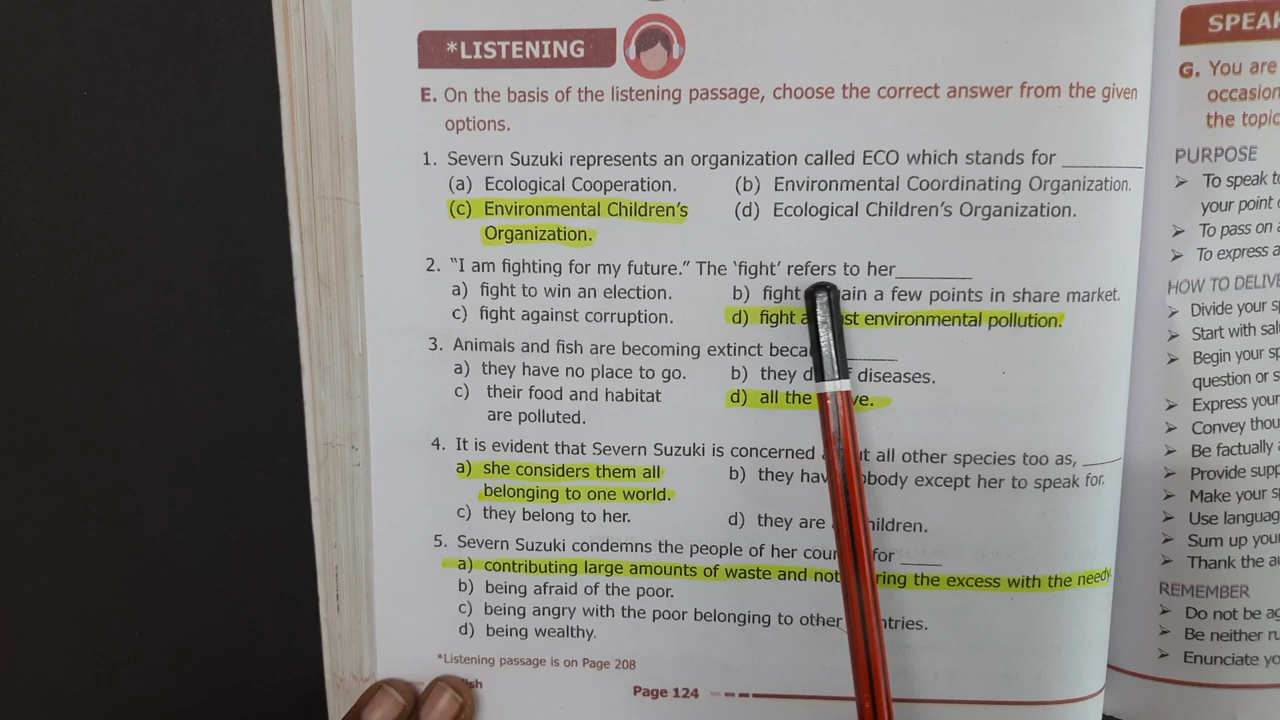 *LISTENING
E. On the basis of the listening passage, choose the correct answer from the given
options.
1. Severn Suzuki represents an organization called ECO which stands for ________
(a) Ecological Cooperation. (b) Environmental Coordinating Organization.
(c) Environmental Children's (d) Ecological Children's Organization.
Organization.
2. "I am fighting for my future." The 'fight' refers to her________
a) fight to win an election. b) fight ain a few points in share market.
c) fight against corruption. d) fight a st environmental pollution.
3. Animals and fish are becoming extinct beca ______
a) they have no place to go. b) they d f diseases.
c) their food and habitat d) all the ve.
are polluted.
4. It is evident that Severn Suzuki is concerned t all other species too as, ____
a) she considers them all b) they hav obody except her to speak for.
belonging to one world.
c) they belong to her. d) they are hildren.
5. Severn Suzuki condemns the people of her cou for ____
a) contributing large amounts of waste and not ring the excess with the needy.
b) being afraid of the poor.
c) being angry with the poor belonging to other ntries.
d) being wealthy.
*Listening passage is on Page 208
ish
Page 124
SPEA
G. You are
occasion
the topic
PURPOSE
➢ To speak t
your point
➢ To pass on
➢ To express a
HOW TO DELIVE
➢ Divide your s
➢ Start with sal
➢ Begin your sp
question or s
➢ Express your
➢ Convey thou
➢ Be factually
➢ Provide supp
➢ Make your s
➢ Use languag
➢ Sum up your
➢ Thank the au
REMEMBER
➢ Do not be ag
➢ Be neither ru
➢ Enunciate yo